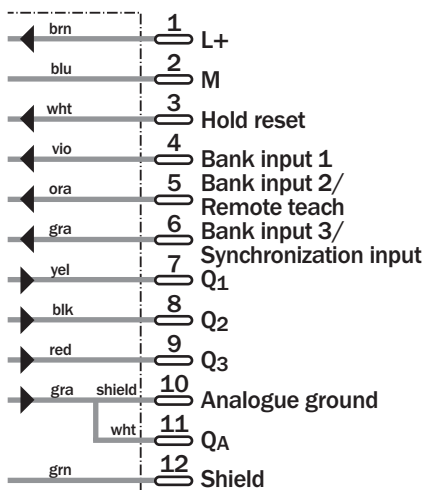 brn 1 L+
blu 2 M
wht 3 Hold reset
vio 4 Bank input 1
ora 5 Bank input 2/
Remote teach
gra 6 Bank input 3/
Synchronization input
yel 7 Q1
blk 8 Q2
red 9 Q3
gra shield 10 Analogue ground
wht 11 QA
grn 12 Shield